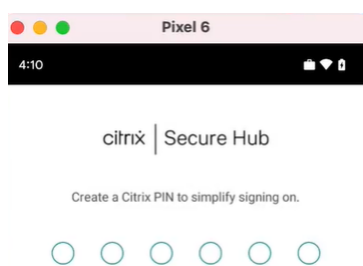 Pixel 6
4:10
citrix | Secure Hub
Create a Citrix PIN to simplify signing on.